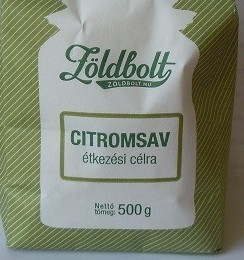 Zöldbolt
ZOLDBOLT.HU
CITROMSAV
étkezési célra
Nettó
tömeg: 500 g